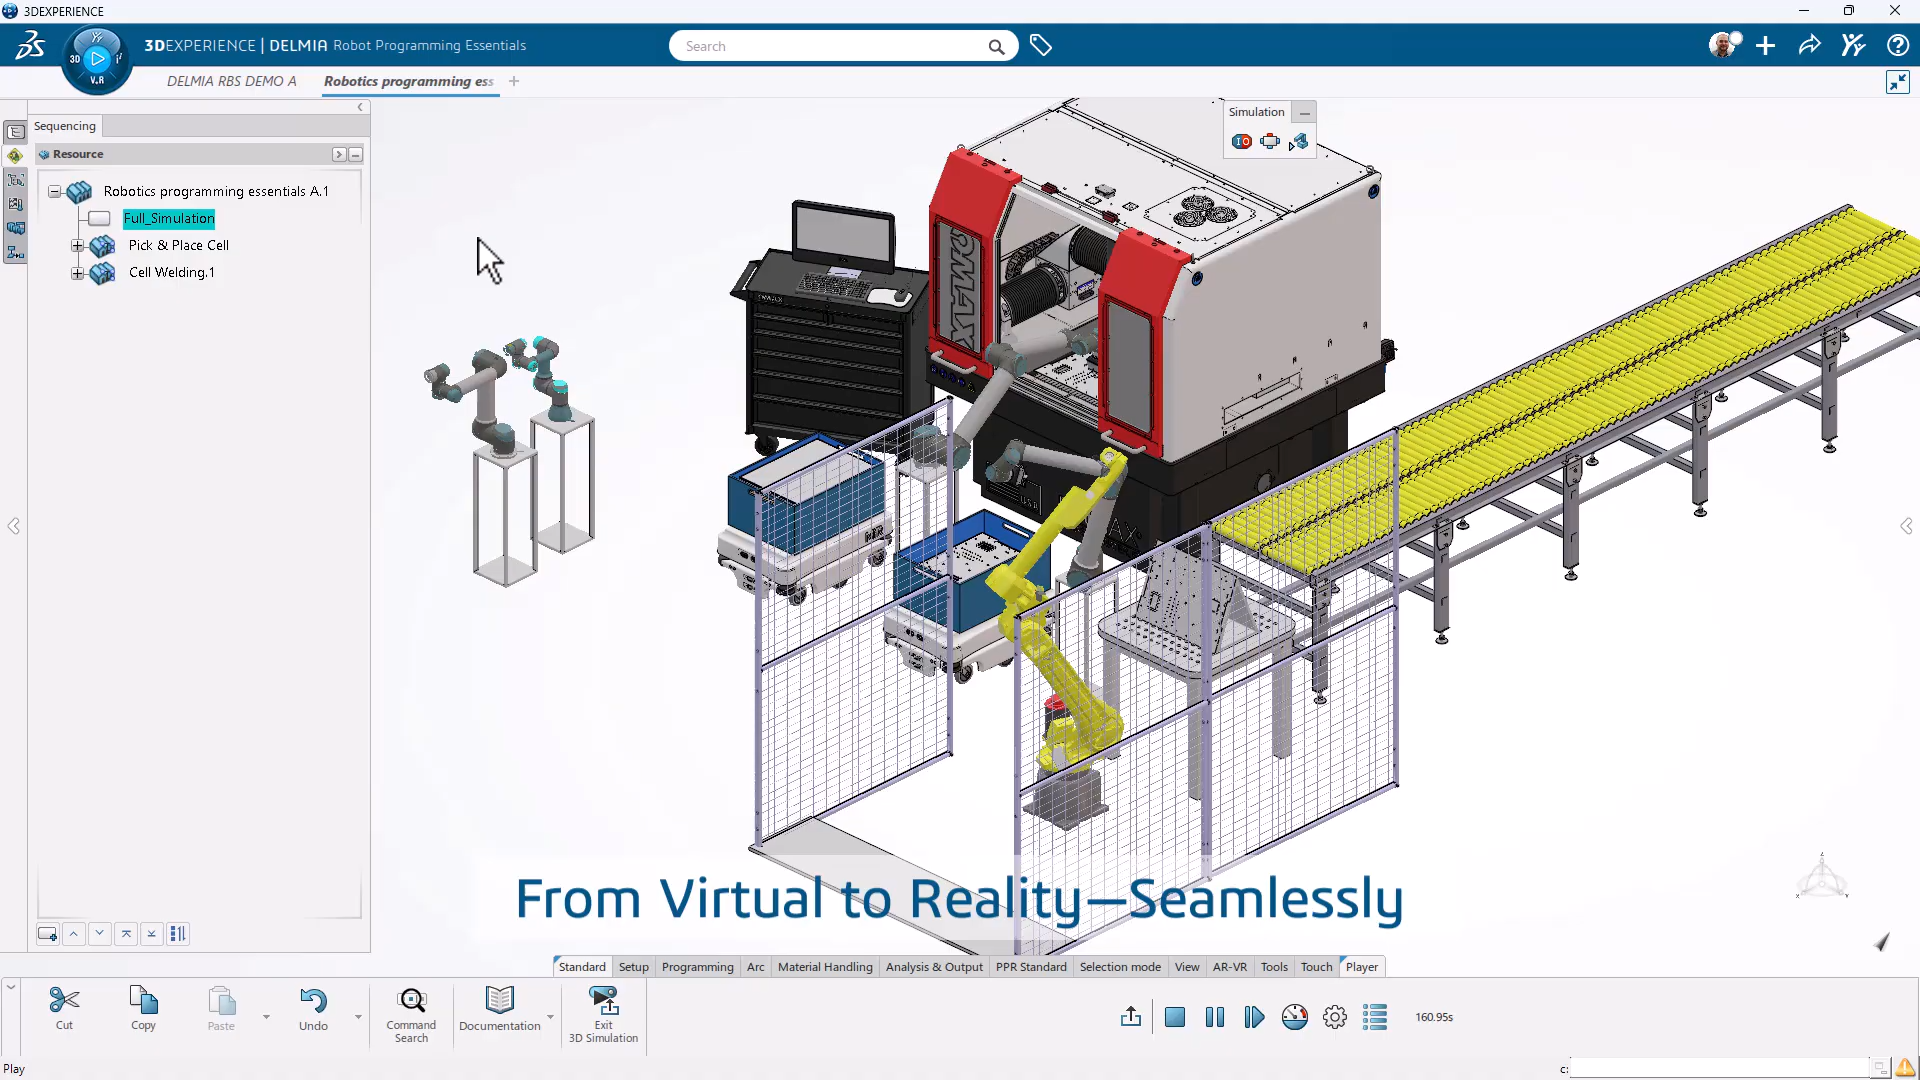 3DEXPERIENCE
3DEXPERIENCE | DELMIA Robot Programming Essentials
Search
3D
V.R
DELMIA RBS DEMO A
Robotics programming ess
Sequencing
Resource
Robotics programming essentials A.1
Full_Simulation
Pick & Place Cell
Cell Welding.1
Simulation
From Virtual to Reality—Seamlessly
Standard
Setup
Programming
Arc
Material Handling
Analysis & Output
PPR Standard
Selection mode
View
AR-VR
Tools
Touch
Player
Cut
Copy
Paste
Undo
Command Search
Documentation
Exit 3D Simulation
160.95s
Play
c: